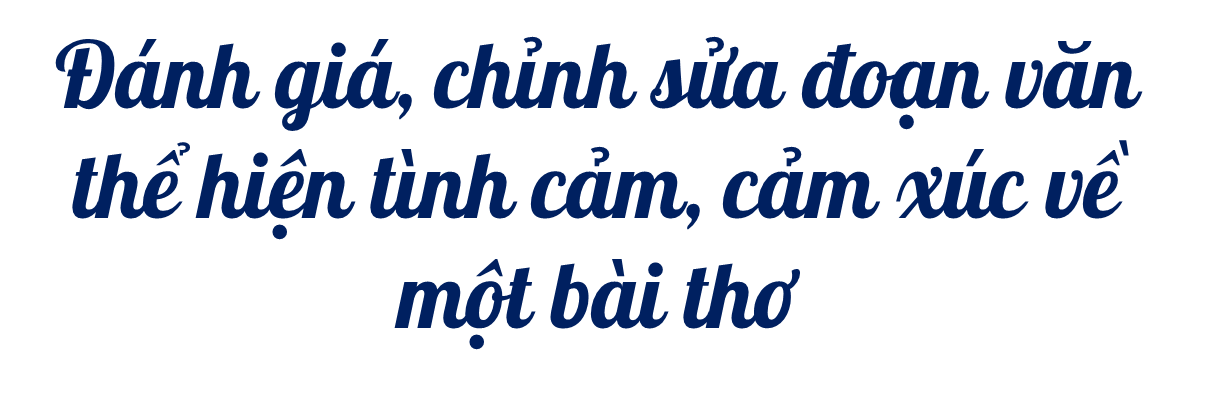 Đánh giá, chỉnh sửa đoạn văn
thể hiện tình cảm, cảm xúc về
một bài thơ